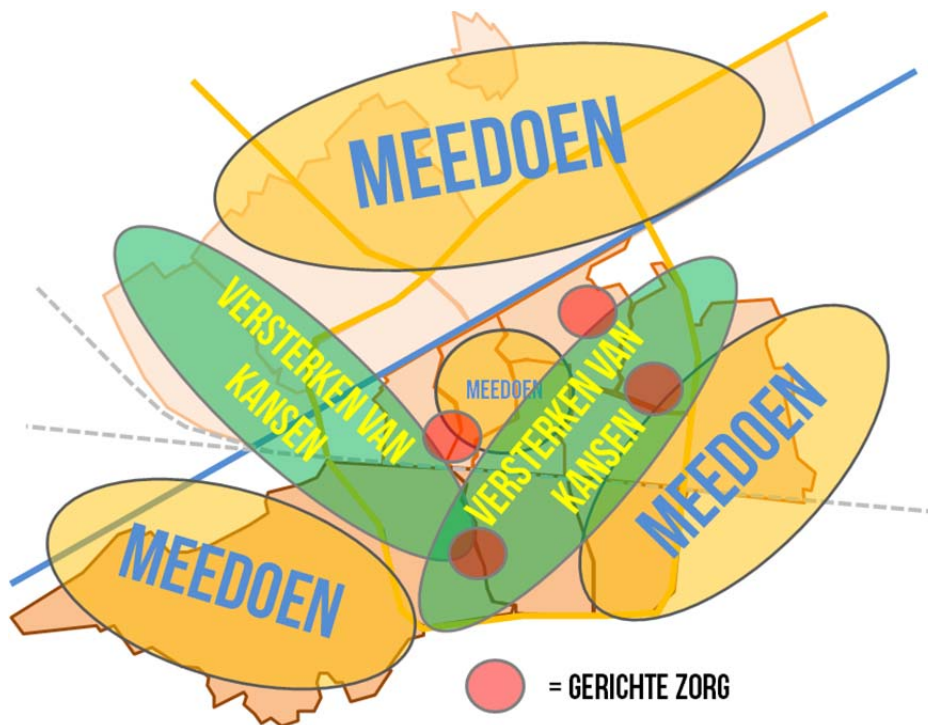 MEEDOEN
VERSTERKEN VAN
KANSEN
MEEDOEN
VERSTERKEN VAN
KANSEN
MEEDOEN
MEEDOEN
= GERICHTE ZORG